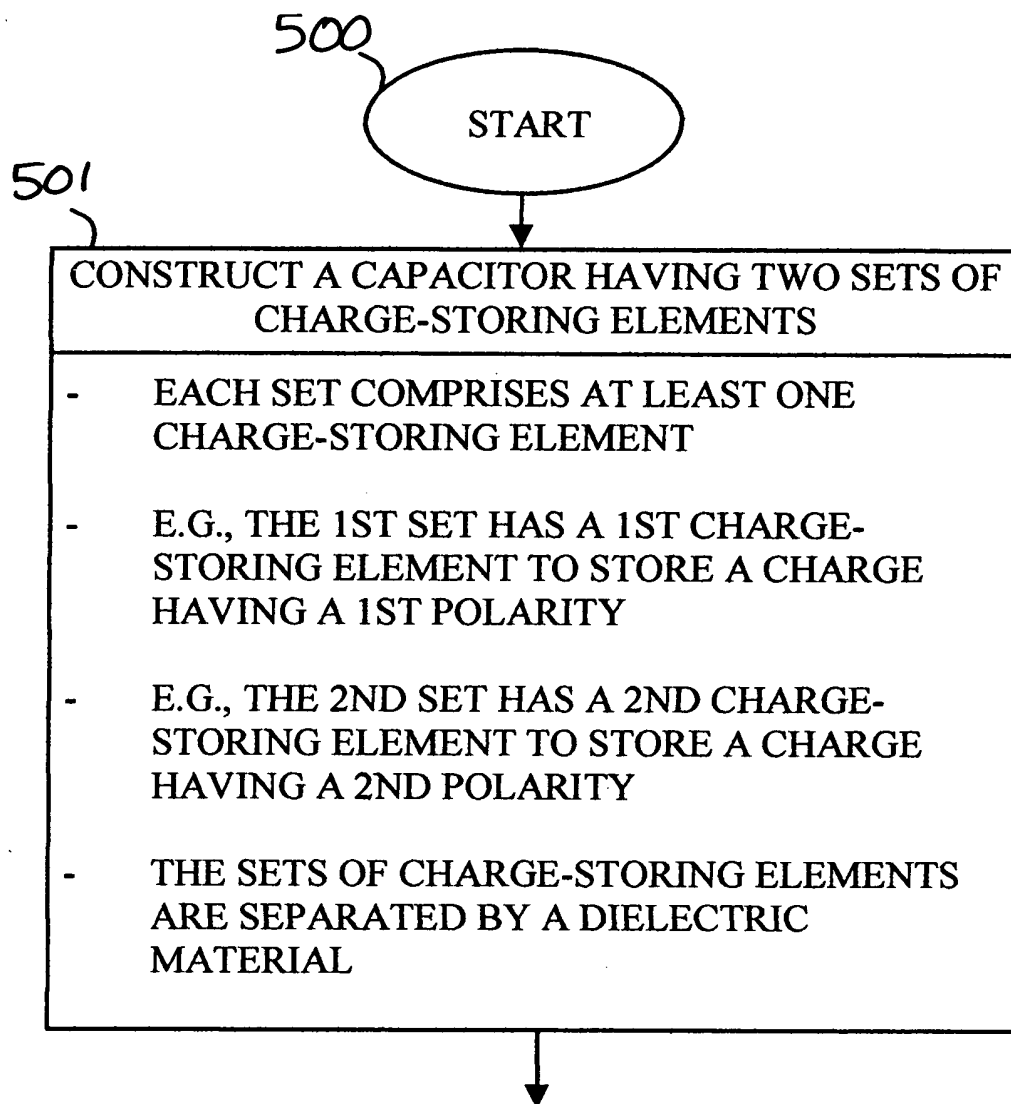 500
START
501
CONSTRUCT A CAPACITOR HAVING TWO SETS OF
CHARGE-STORING ELEMENTS
- EACH SET COMPRISES AT LEAST ONE
CHARGE-STORING ELEMENT
- E.G., THE 1ST SET HAS A 1ST CHARGE-
STORING ELEMENT TO STORE A CHARGE
HAVING A 1ST POLARITY
- E.G., THE 2ND SET HAS A 2ND CHARGE-
STORING ELEMENT TO STORE A CHARGE
HAVING A 2ND POLARITY
- THE SETS OF CHARGE-STORING ELEMENTS
ARE SEPARATED BY A DIELECTRIC
MATERIAL